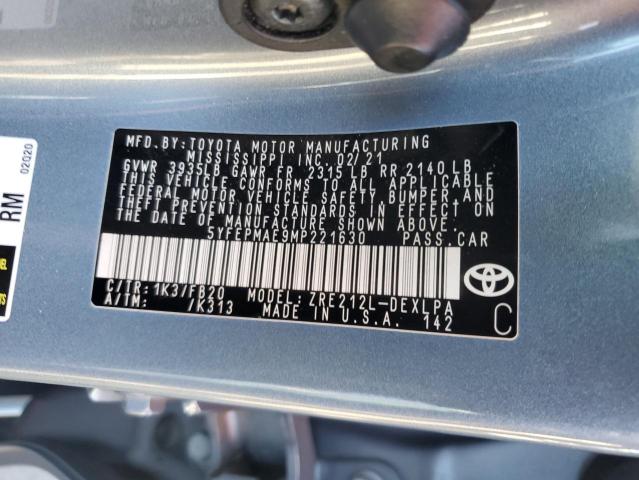 MFD.BY:TOYOTA MOTOR MANUFACTURING
MISSISSIPPI INC. 02/21
GVWR 3935LB GAWR FR 2315 LB RR 2140 LB
THIS VEHICLE CONFORMS TO ALL APPLICABLE
FEDERAL MOTOR VEHICLE SAFETY, BUMPER, AND
THEFT PREVENTION STANDARDS IN EFFECT ON
THE DATE OF MANUFACTURE SHOWN ABOVE.
5YFEPMAE9MP221630 PASS.CAR
C/TR: 1K3/FB20 MODEL: ZRE212L-DEXLPA
A/TM: /K313 MADE IN U.S.A. 142
C
RM
02020